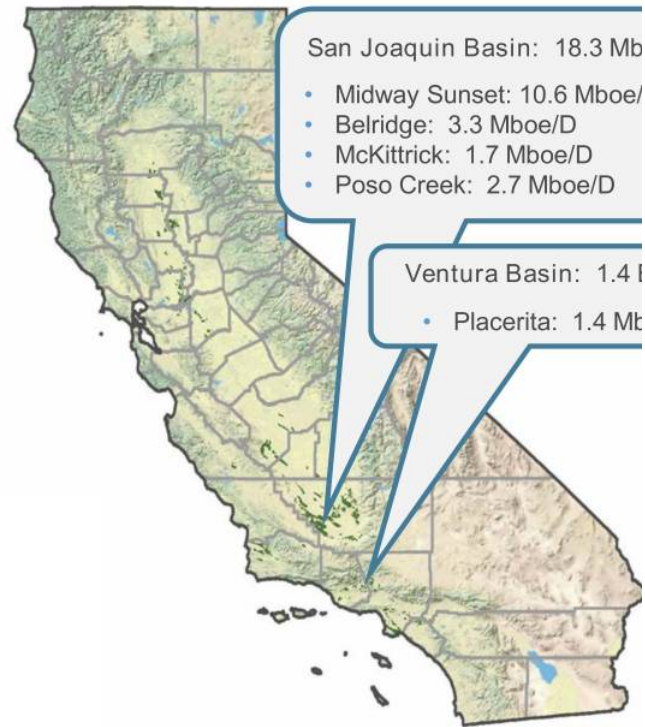 San Joaquin Basin: 18.3 Mb
• Midway Sunset: 10.6 Mboe/
• Belridge: 3.3 Mboe/D
• McKittrick: 1.7 Mboe/D
• Poso Creek: 2.7 Mboe/D
Ventura Basin: 1.4
• Placerita: 1.4 Mb